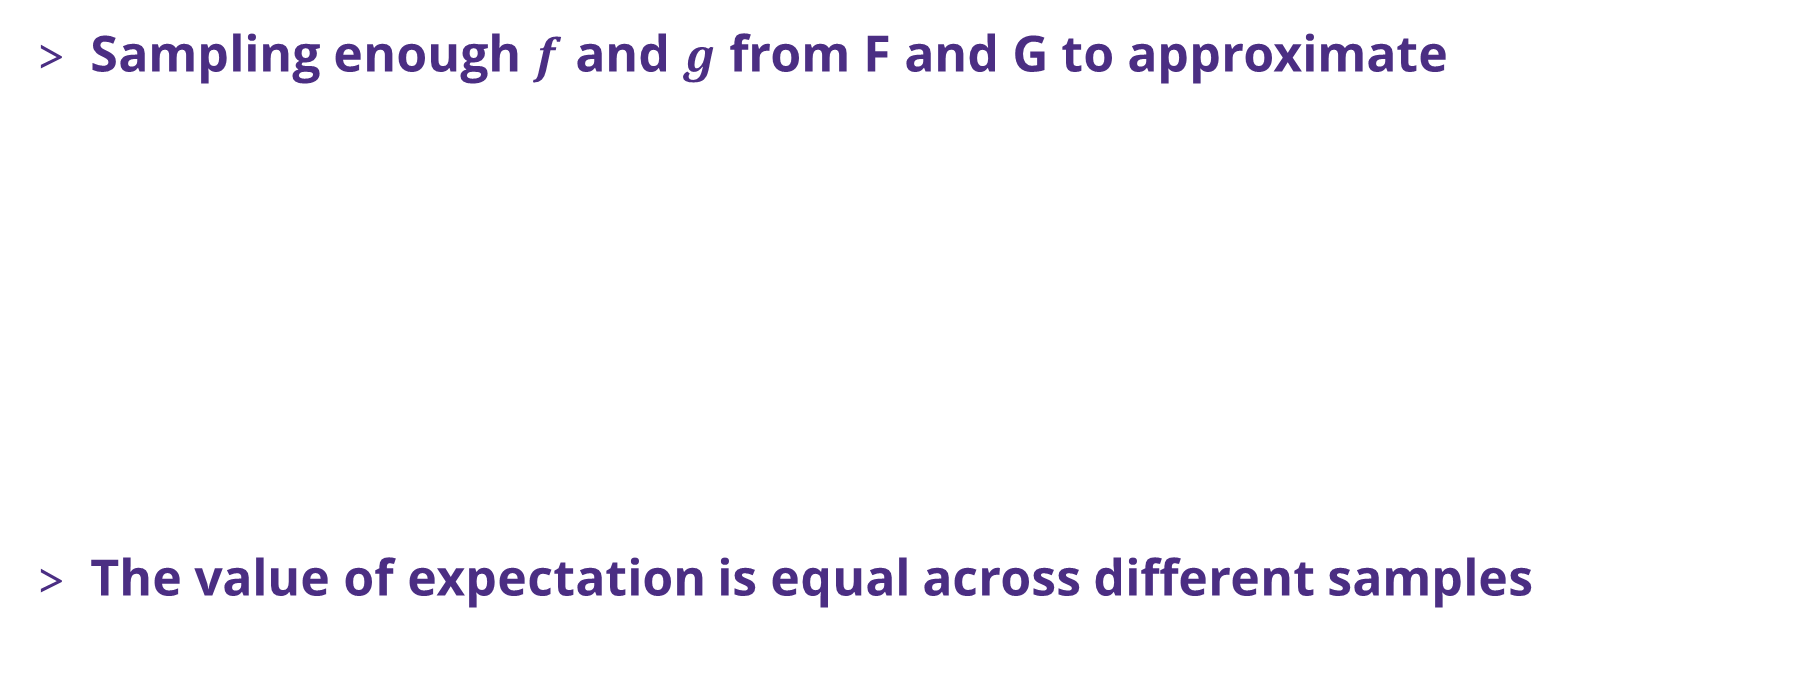 > Sampling enough f and g from F and G to approximate
> The value of expectation is equal across different samples